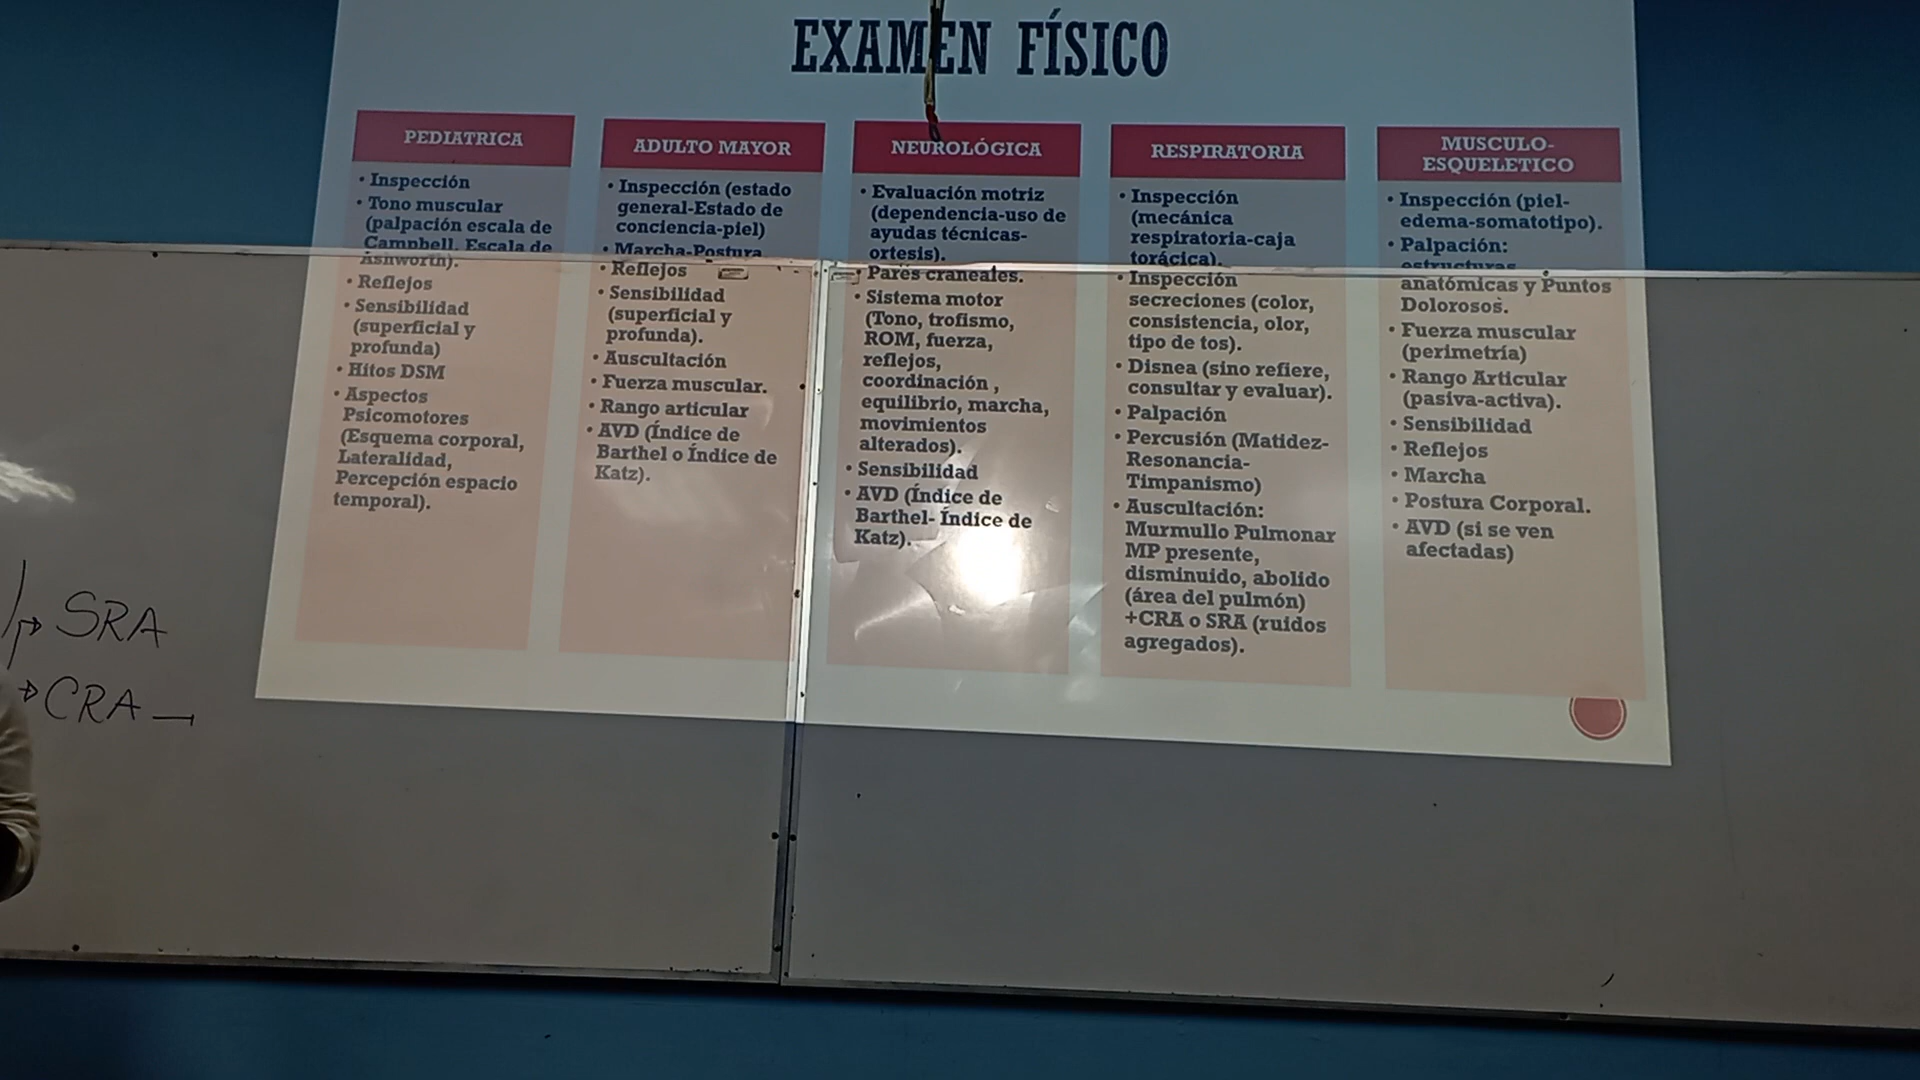 EXAMEN FÍSICO
PEDIATRICA
• Inspección
• Tono muscular
(palpación escala de
Campbell. Escala de
Ashworth).
• Reflejos
• Sensibilidad
(superficial y
profunda)
• Hitos DSM
• Aspectos
Psicomotores
(Esquema corporal,
Lateralidad,
Percepción espacio
temporal).
ADULTO MAYOR
• Inspección (estado
general-Estado de
conciencia-piel)
• Marcha-Postura
• Reflejos
• Sensibilidad
(superficial y
profunda).
• Auscultación
• Fuerza muscular.
• Rango articular
• AVD (Índice de
Barthel o Índice de
Katz).
NEUROLÓGICA
• Evaluación motriz
(dependencia-uso de
ayudas técnicas-
ortesis).
• Pares craneales.
• Sistema motor
(Tono, trofismo,
ROM, fuerza,
reflejos,
coordinación ,
equilibrio, marcha,
movimientos
alterados).
• Sensibilidad
• AVD (Índice de
Barthel- Índice de
Katz).
RESPIRATORIA
• Inspección
(mecánica
respiratoria-caja
torácica).
• Inspección
secreciones (color,
consistencia, olor,
tipo de tos).
• Disnea (sino refiere,
consultar y evaluar).
• Palpación
• Percusión (Matidez-
Resonancia-
Timpanismo)
• Auscultación:
Murmullo Pulmonar
MP presente,
disminuido, abolido
(área del pulmón)
+CRA o SRA (ruidos
agregados).
MUSCULO-
ESQUELETICO
• Inspección (piel-
edema-somatotipo).
• Palpación:
estructuras
anatómicas y Puntos
Dolorosos.
• Fuerza muscular
(perimetría)
• Rango Articular
(pasiva-activa).
• Sensibilidad
• Reflejos
• Marcha
• Postura Corporal.
• AVD (si se ven
afectadas)
→ SRA
→ CRA →